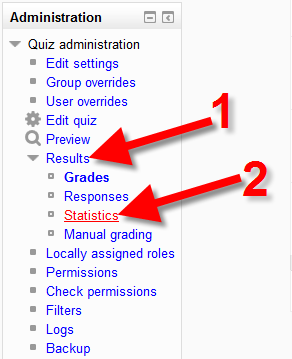 Administration
Quiz administration
Edit settings
Group overrides
User overrides
Edit quiz
Preview
Results
1
Grades
Responses
Statistics
2
Manual grading
Locally assigned roles
Permissions
Check permissions
Filters
Logs
Backup